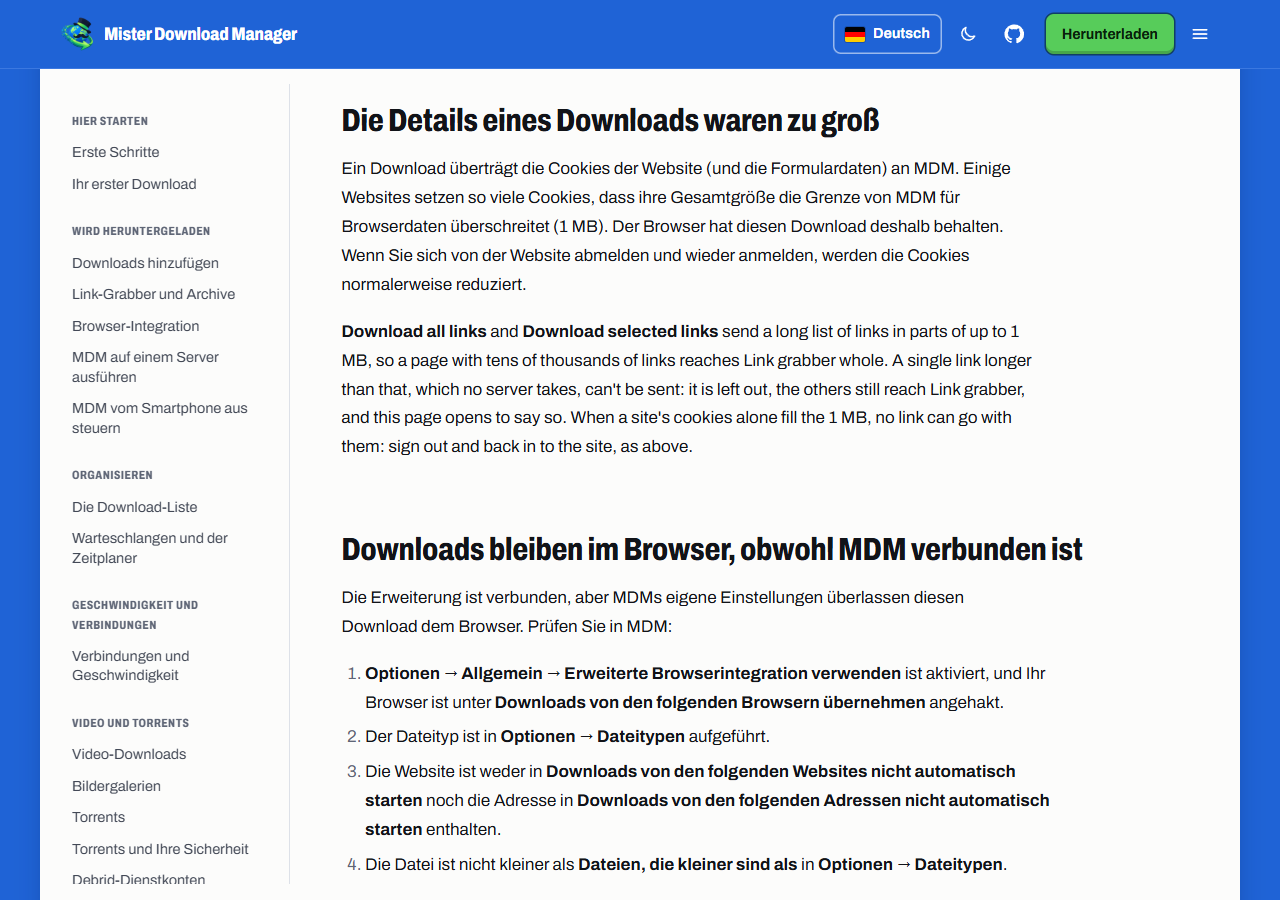 Mister Download Manager
Deutsch
Herunterladen
HIER STARTEN
Erste Schritte
Ihr erster Download
WIRD HERUNTERGELADEN
Downloads hinzufügen
Link-Grabber und Archive
Browser-Integration
MDM auf einem Server
ausführen
MDM vom Smartphone aus
steuern
ORGANISIEREN
Die Download-Liste
Warteschlangen und der
Zeitplaner
GESCHWINDIGKEIT UND
VERBINDUNGEN
Verbindungen und
Geschwindigkeit
VIDEO UND TORRENTS
Video-Downloads
Bildergalerien
Torrents
Torrents und Ihre Sicherheit
Debrid-Dienstkonten
Die Details eines Downloads waren zu groß
Ein Download überträgt die Cookies der Website (und die Formulardaten) an MDM. Einige
Websites setzen so viele Cookies, dass ihre Gesamtgröße die Grenze von MDM für
Browserdaten überschreitet (1 MB). Der Browser hat diesen Download deshalb behalten.
Wenn Sie sich von der Website abmelden und wieder anmelden, werden die Cookies
normalerweise reduziert.
Download all links and Download selected links send a long list of links in parts of up to 1
MB, so a page with tens of thousands of links reaches Link grabber whole. A single link longer
than that, which no server takes, can't be sent: it is left out, the others still reach Link grabber,
and this page opens to say so. When a site's cookies alone fill the 1 MB, no link can go with
them: sign out and back in to the site, as above.
Downloads bleiben im Browser, obwohl MDM verbunden ist
Die Erweiterung ist verbunden, aber MDMs eigene Einstellungen überlassen diesen
Download dem Browser. Prüfen Sie in MDM:
1. Optionen → Allgemein → Erweiterte Browserintegration verwenden ist aktiviert, und Ihr
Browser ist unter Downloads von den folgenden Browsern übernehmen angehakt.
2. Der Dateityp ist in Optionen → Dateitypen aufgeführt.
3. Die Website ist weder in Downloads von den folgenden Websites nicht automatisch
starten noch die Adresse in Downloads von den folgenden Adressen nicht automatisch
starten enthalten.
4. Die Datei ist nicht kleiner als Dateien, die kleiner sind als in Optionen → Dateitypen.